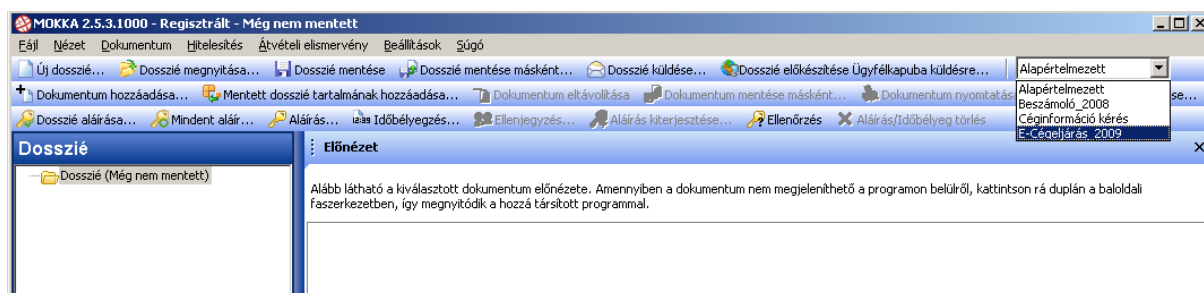 MOKKA 2.5.3.1000 - Regisztrált - Még nem mentett
Fájl Nézet Dokumentum Hitelesítés Átvételi elismervény Beállítások Súgó
Új dosszié... Dosszié megnyitása... Dosszié mentése Dosszié mentése másként... Dosszié küldése... Dosszié előkészítése Ügyfélkapuba küldésre... Alapértelmezett
Dokumentum hozzáadása... Mentett dosszié tartalmának hozzáadása... Dokumentum eltávolítása Dokumentum mentése másként... Dokumentum nyomtatás se...
Alapértelmezett
Beszámoló_2008
Céginformáció kérés
E-Cégeljárás_2009
Dosszié aláírása... Mindent aláír... Aláírás... Időbélyegzés... Ellenjegyzés... Aláírás kiterjesztése... Ellenőrzés Aláírás/Időbélyeg törlés
Dosszié
Előnézet
Dosszié (Még nem mentett)
Alább látható a kiválasztott dokumentum előnézete. Amennyiben a dokumentum nem megjeleníthető a programon belülről, kattintson rá duplán a baloldali
faszerkezetben, így megnyitódik a hozzá társított programmal.